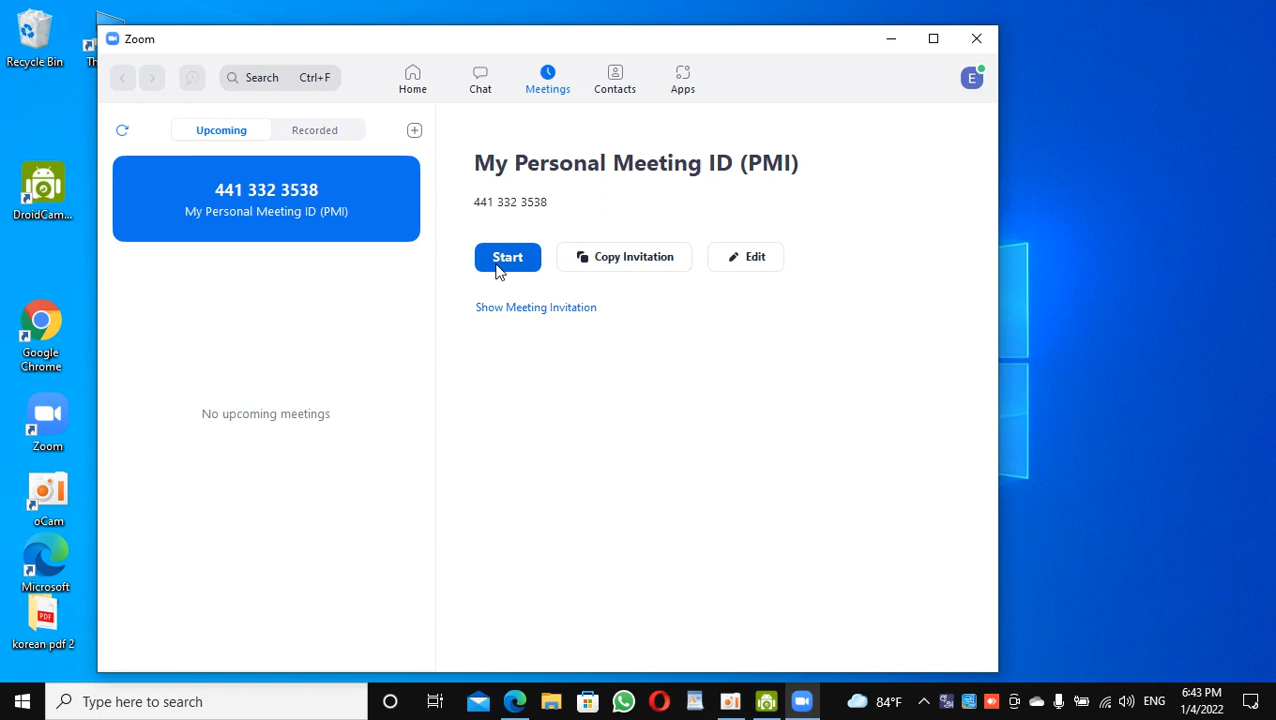 Recycle Bin
Th
DroidCam...
Google
Chrome
Zoom
oCam
Microsoft
korean pdf 2
PDF
Zoom
Search Ctrl+F
Home
Chat
Meetings
Contacts
Apps
E
Upcoming
Recorded
441 332 3538
My Personal Meeting ID (PMI)
No upcoming meetings
My Personal Meeting ID (PMI)
441 332 3538
Start
Copy Invitation
Edit
Show Meeting Invitation
Type here to search
84°F
ENG
6:43 PM
1/4/2022